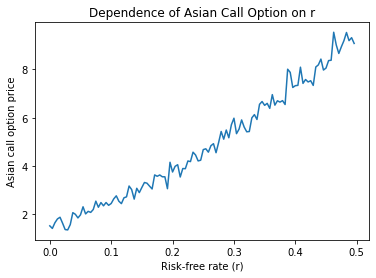 Dependence of Asian Call Option on r
Asian call option price
8
6
4
2
0.0 0.1 0.2 0.3 0.4 0.5
Risk-free rate (r)